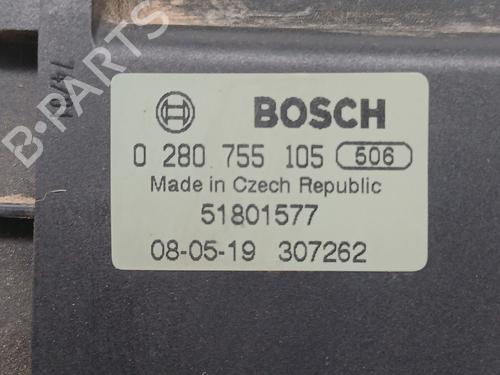 B-PARTS
BOSCH
0 280 755 105 506
Made in Czech Republic
51801577
08-05-19 307262